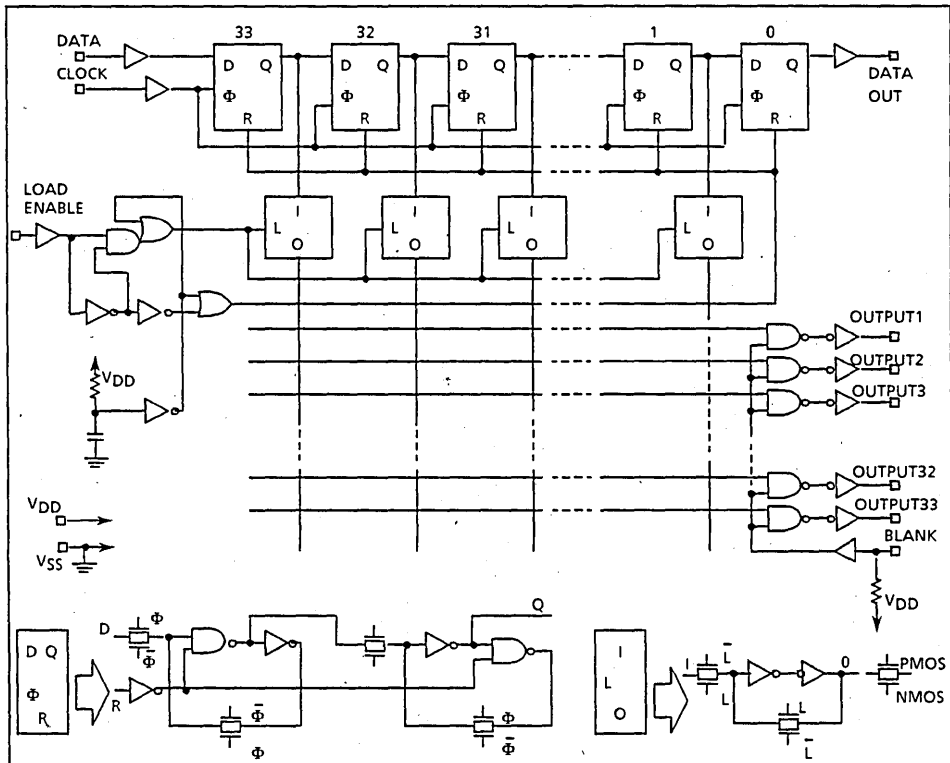 33 32 31 1 0
DATA
CLOCK
D Q D Q D Q D Q D Q
Φ Φ Φ Φ Φ
R R R R R
DATA
OUT
LOAD
ENABLE
I I I I
L L L L
O O O O
OUTPUT1
OUTPUT2
OUTPUT3
VDD
OUTPUT32
OUTPUT33
BLANK
VDD
VSS
VDD
D Q
Φ
R
D Φ
Φ̅
R
Φ̅
Φ
Q
Φ
Φ̅
I
L
O
I L̅
L
L
L̅
O
PMOS
NMOS